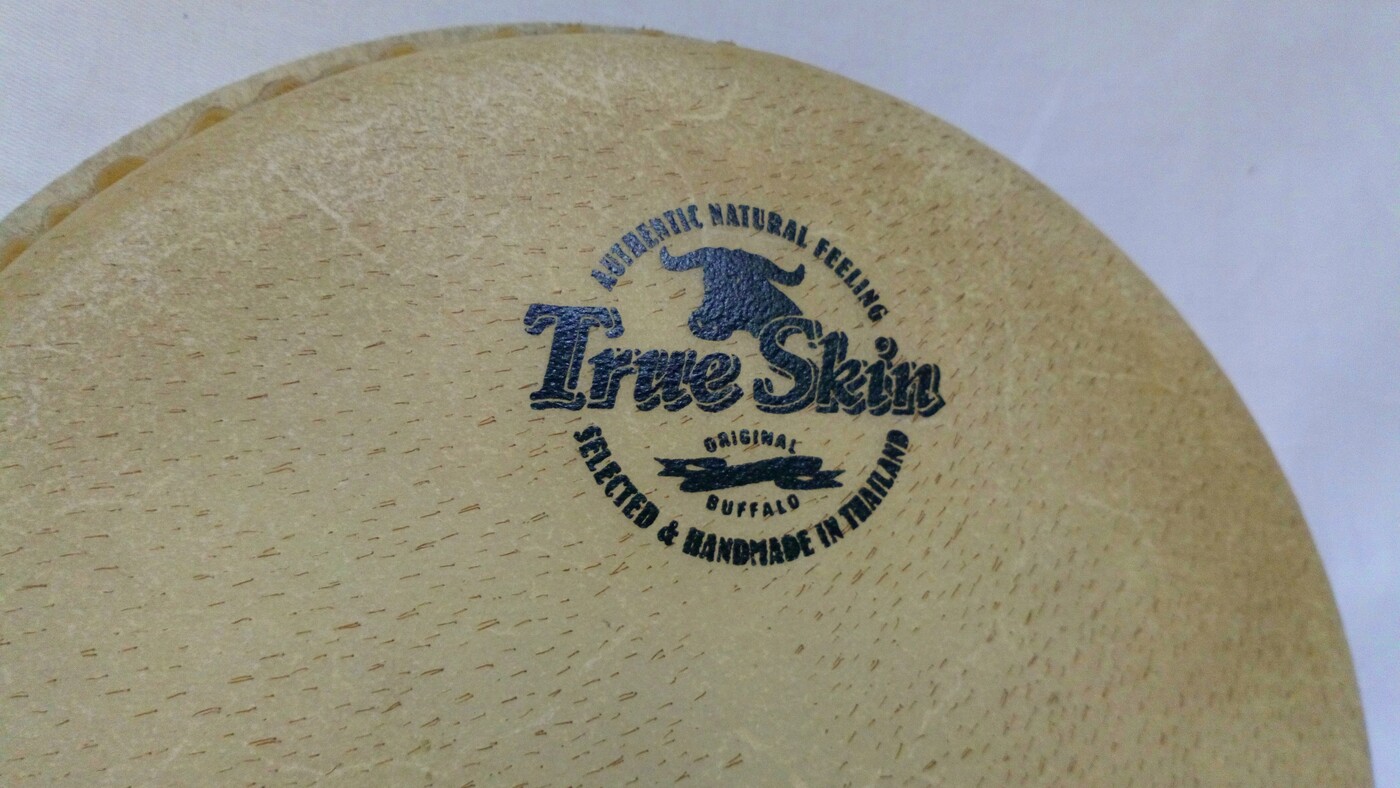 AUTHENTIC NATURAL FEELING
True Skin
ORIGINAL
BUFFALO
SELECTED & HANDMADE IN THAILAND